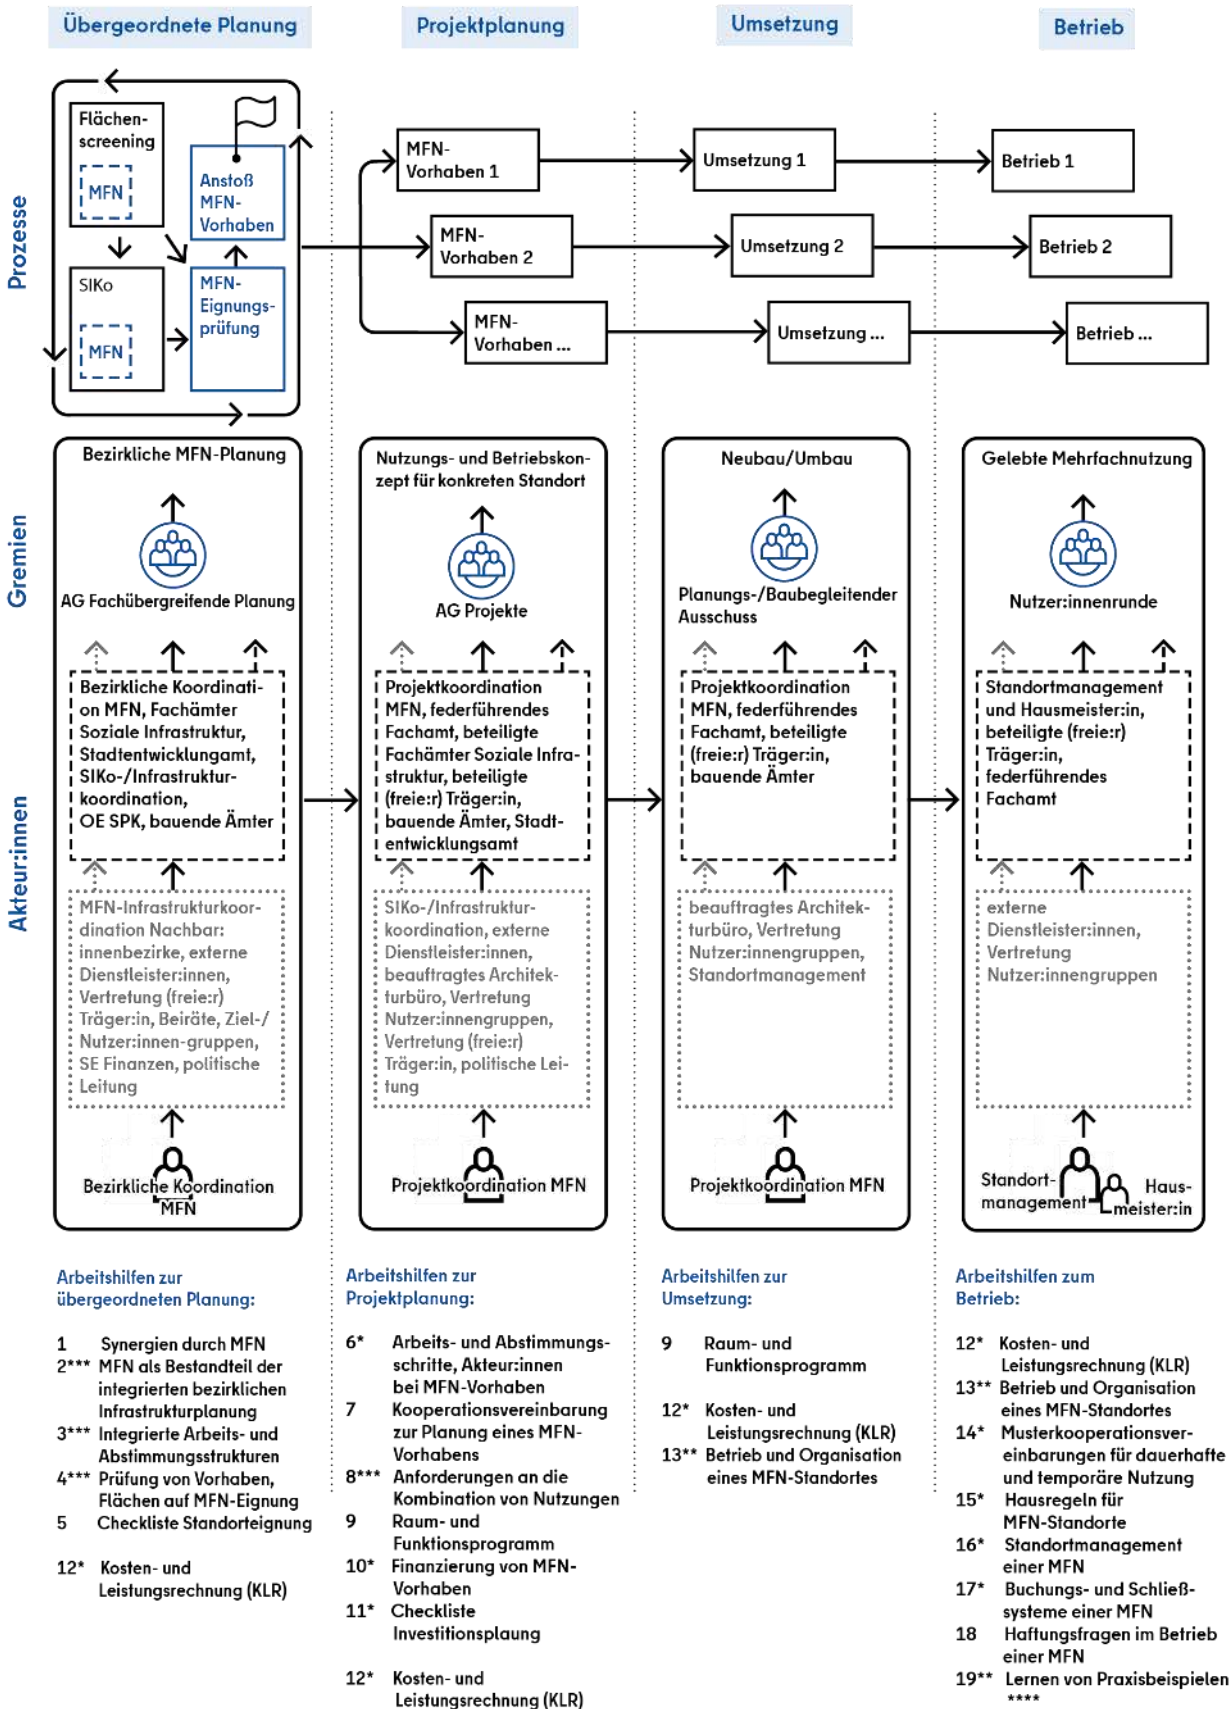 Übergeordnete Planung
Projektplanung
Umsetzung
Betrieb
Prozesse
Flächen-
screening
MFN
Anstoß
MFN-
Vorhaben
SIKo
MFN
MFN-
Eignungs-
prüfung
MFN-
Vorhaben 1
Umsetzung 1
Betrieb 1
MFN-
Vorhaben 2
Umsetzung 2
Betrieb 2
MFN-
Vorhaben ...
Umsetzung ...
Betrieb ...
Gremien
Akteur:innen
Bezirkliche MFN-Planung
AG Fachübergreifende Planung
Bezirkliche Koordinati-
on MFN, Fachämter
Soziale Infrastruktur,
Stadtentwicklungamt,
SIKo-/Infrastruktur-
koordination,
OE SPK, bauende Ämter
MFN-Infrastrukturkoor-
dination Nachbar:
innenbezirke, externe
Dienstleister:innen,
Vertretung (freie:r)
Träger:in, Beiräte, Ziel-/
Nutzer:innen-gruppen,
SE Finanzen, politische
Leitung
Bezirkliche Koordination
MFN
Nutzungs- und Betriebskon-
zept für konkreten Standort
AG Projekte
Projektkoordination
MFN, federführendes
Fachamt, beteiligte
Fachämter Soziale Infra-
struktur, beteiligte
(freie:r) Träger:in,
bauende Ämter, Stadt-
entwicklungsamt
SIKo-/Infrastruktur-
koordination, externe
Dienstleister:innen,
beauftragtes Architek-
turbüro, Vertretung
Nutzer:innengruppen,
Vertretung (freie:r)
Träger:in, politische Lei-
tung
Projektkoordination MFN
Neubau/Umbau
Planungs-/Baubegleitender
Ausschuss
Projektkoordination
MFN, federführendes
Fachamt, beteiligte
(freie:r) Träger:in,
bauende Ämter
beauftragtes Architek-
turbüro, Vertretung
Nutzer:innengruppen,
Standortmanagement
Projektkoordination MFN
Gelebte Mehrfachnutzung
Nutzer:innenrunde
Standortmanagement
und Hausmeister:in,
beteiligte (freie:r)
Träger:in,
federführendes
Fachamt
externe
Dienstleister:innen,
Vertretung
Nutzer:innengruppen
Standort-
management
Haus-
meister:in
Arbeitshilfen zur
übergeordneten Planung:
1 Synergien durch MFN
2*** MFN als Bestandteil der
integrierten bezirklichen
Infrastrukturplanung
3*** Integrierte Arbeits- und
Abstimmungsstrukturen
4*** Prüfung von Vorhaben,
Flächen auf MFN-Eignung
5 Checkliste Standorteignung
12* Kosten- und
Leistungsrechnung (KLR)
Arbeitshilfen zur
Projektplanung:
6* Arbeits- und Abstimmungs-
schritte, Akteur:innen
bei MFN-Vorhaben
7 Kooperationsvereinbarung
zur Planung eines MFN-
Vorhabens
8*** Anforderungen an die
Kombination von Nutzungen
9 Raum- und
Funktionsprogramm
10* Finanzierung von MFN-
Vorhaben
11* Checkliste
Investitionsplaung
12* Kosten- und
Leistungsrechnung (KLR)
Arbeitshilfen zur
Umsetzung:
9 Raum- und
Funktionsprogramm
12* Kosten- und
Leistungsrechnung (KLR)
13** Betrieb und Organisation
eines MFN-Standortes
Arbeitshilfen zum
Betrieb:
12* Kosten- und
Leistungsrechnung (KLR)
13** Betrieb und Organisation
eines MFN-Standortes
14* Musterkooperationsver-
einbarungen für dauerhafte
und temporäre Nutzung
15* Hausregeln für
MFN-Standorte
16* Standortmanagement
einer MFN
17* Buchungs- und Schließ-
systeme einer MFN
18 Haftungsfragen im Betrieb
einer MFN
19** Lernen von Praxisbeispielen
****